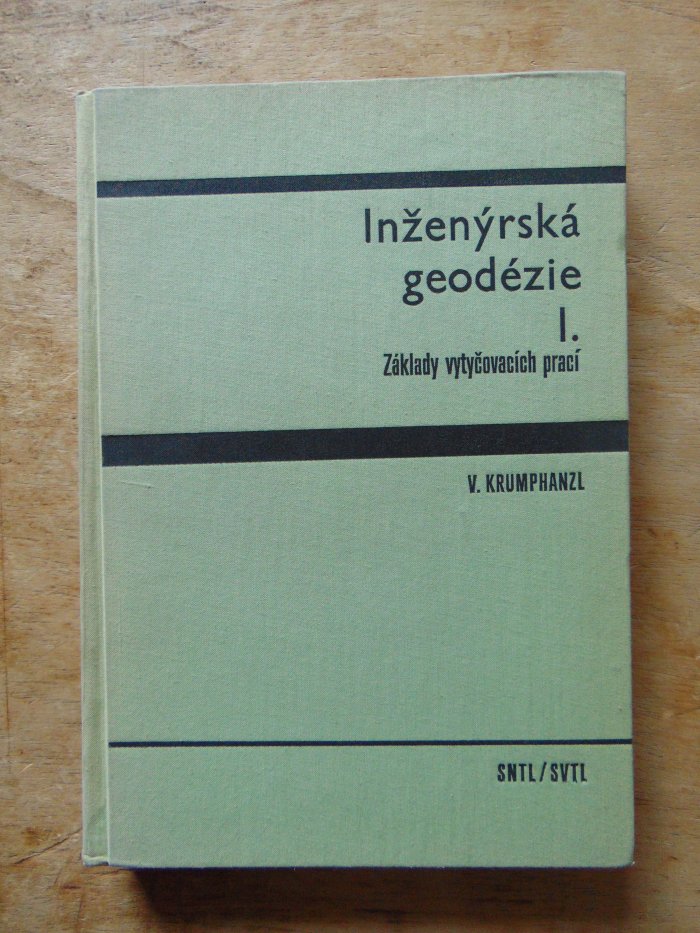 Inženýrská
geodézie
I.
Základy vytyčovacích prací
V. KRUMPHANZL
SNTL/SVTL